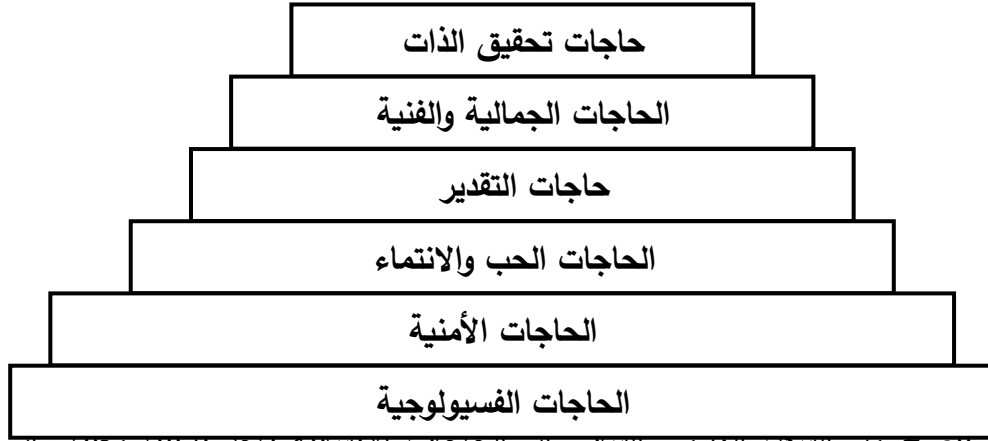 حاجات تحقيق الذات
الحاجات الجمالية والفنية
حاجات التقدير
الحاجات الحب والانتماء
الحاجات الأمنية
الحاجات الفسيولوجية